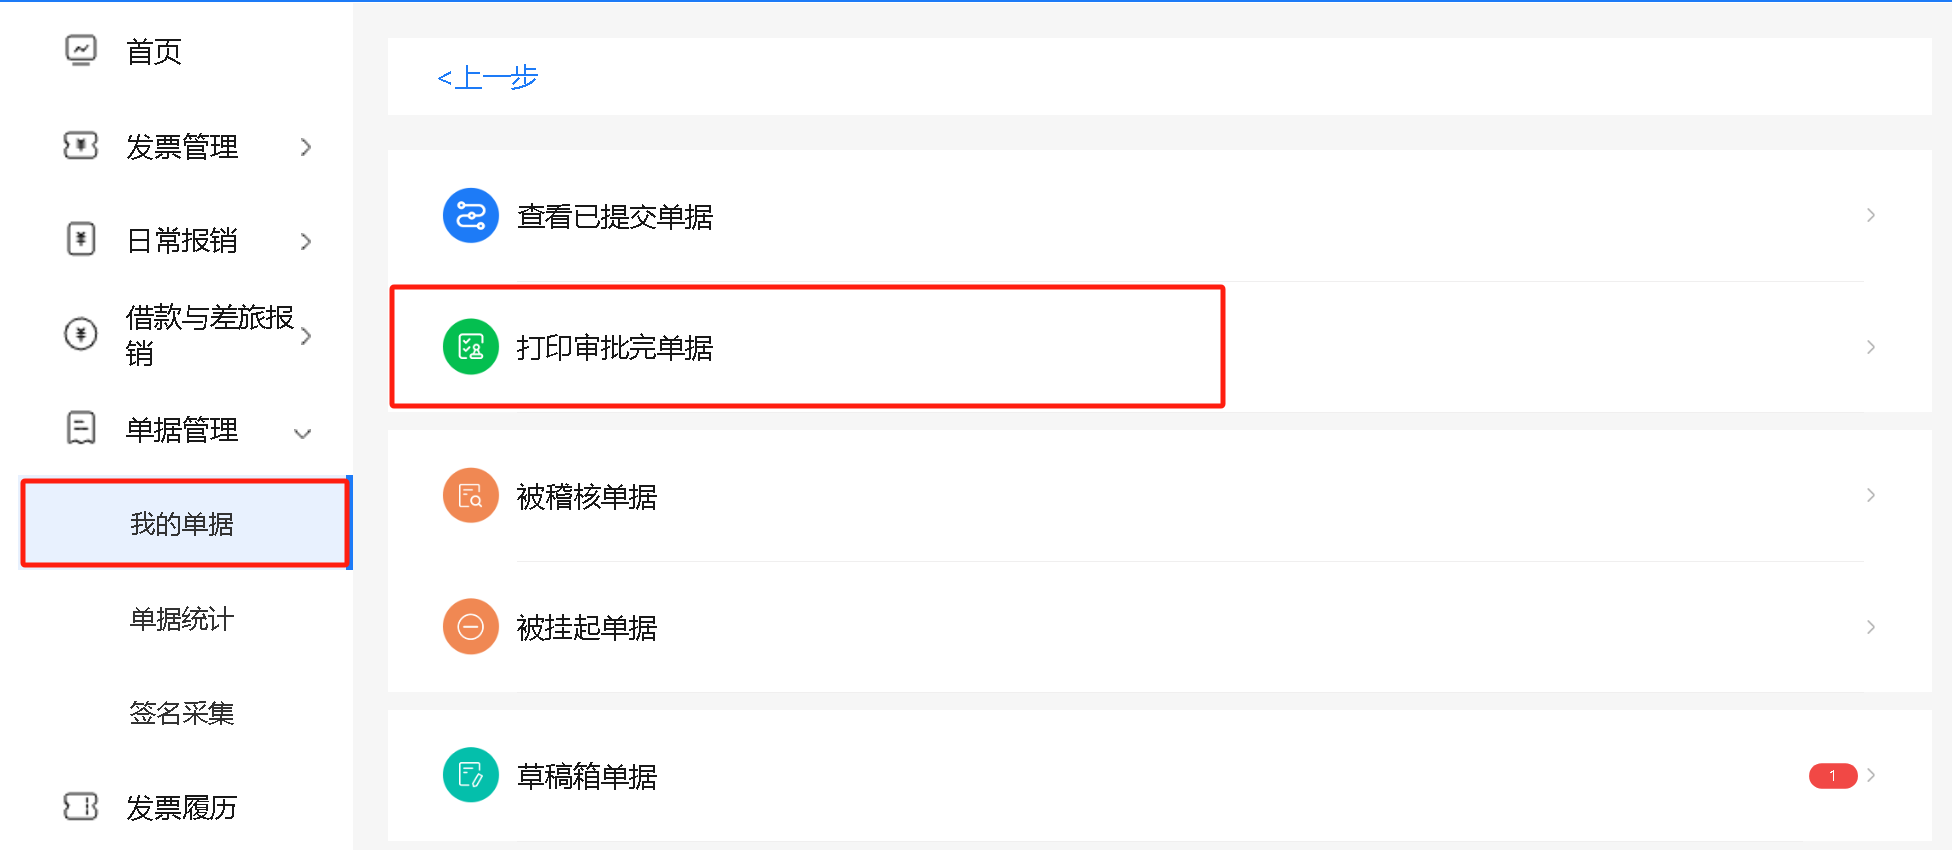 首页
发票管理
日常报销
借款与差旅报
销
单据管理
我的单据
单据统计
签名采集
发票履历
<上一步
查看已提交单据
打印审批完单据
被稽核单据
被挂起单据
草稿箱单据
1